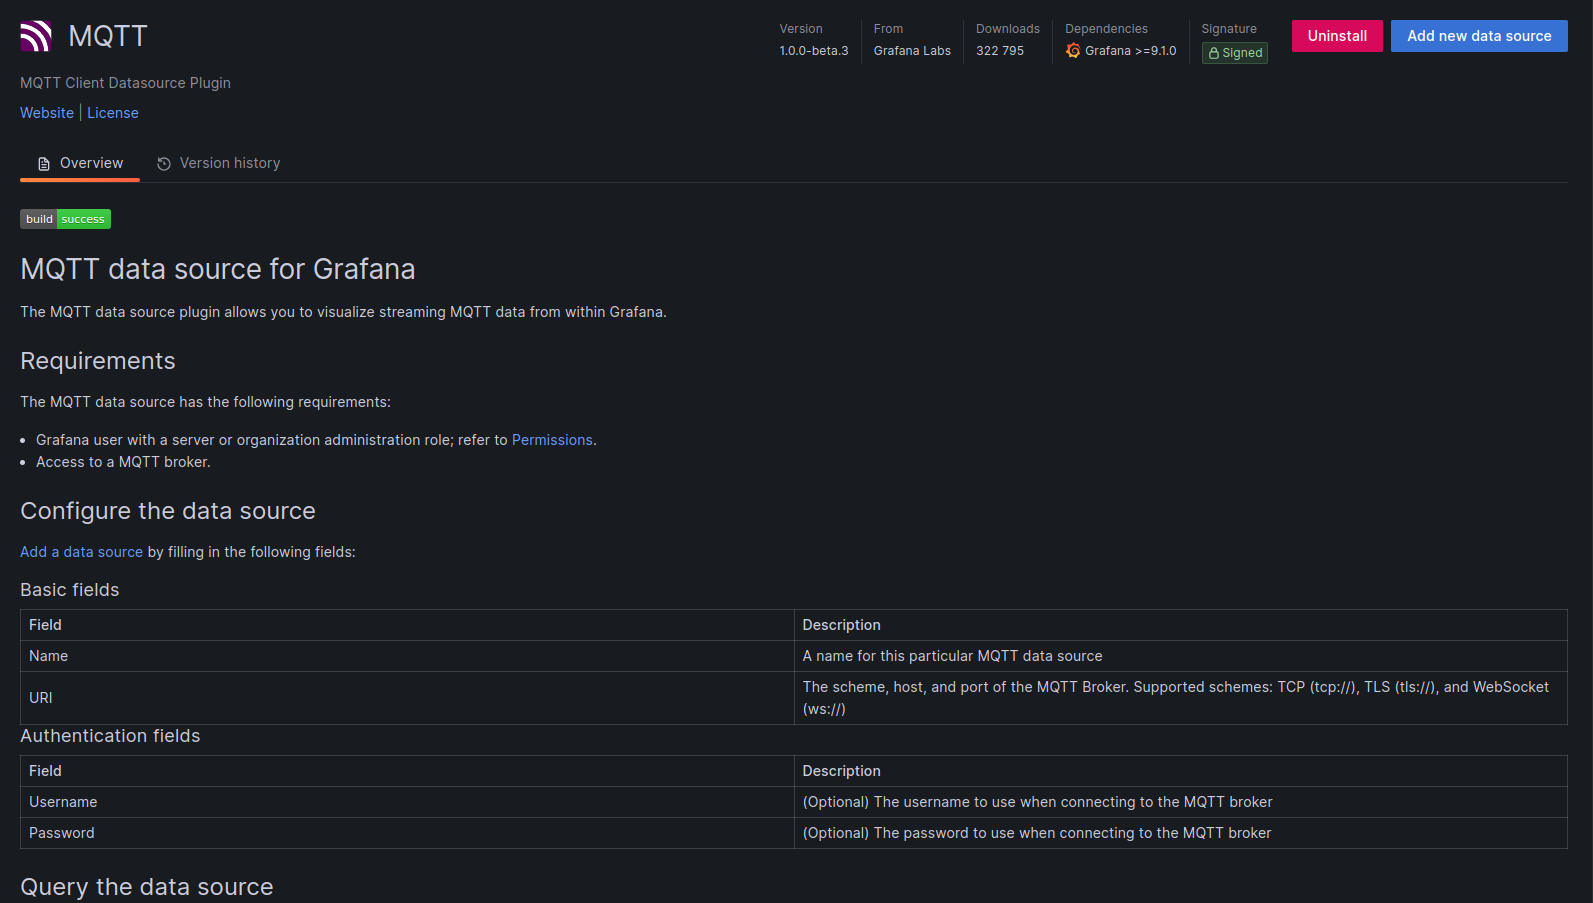 MQTT
Version
1.0.0-beta.3
From
Grafana Labs
Downloads
322 795
Dependencies
Grafana >=9.1.0
Signature
Signed
Uninstall
Add new data source
MQTT Client Datasource Plugin
Website | License
Overview
Version history
build success
MQTT data source for Grafana
The MQTT data source plugin allows you to visualize streaming MQTT data from within Grafana.
Requirements
The MQTT data source has the following requirements:
• Grafana user with a server or organization administration role; refer to Permissions.
• Access to a MQTT broker.
Configure the data source
Add a data source by filling in the following fields:
Basic fields
Field Description
Name A name for this particular MQTT data source
URI The scheme, host, and port of the MQTT Broker. Supported schemes: TCP (tcp://), TLS (tls://), and WebSocket
(ws://)
Authentication fields
Field Description
Username (Optional) The username to use when connecting to the MQTT broker
Password (Optional) The password to use when connecting to the MQTT broker
Query the data source